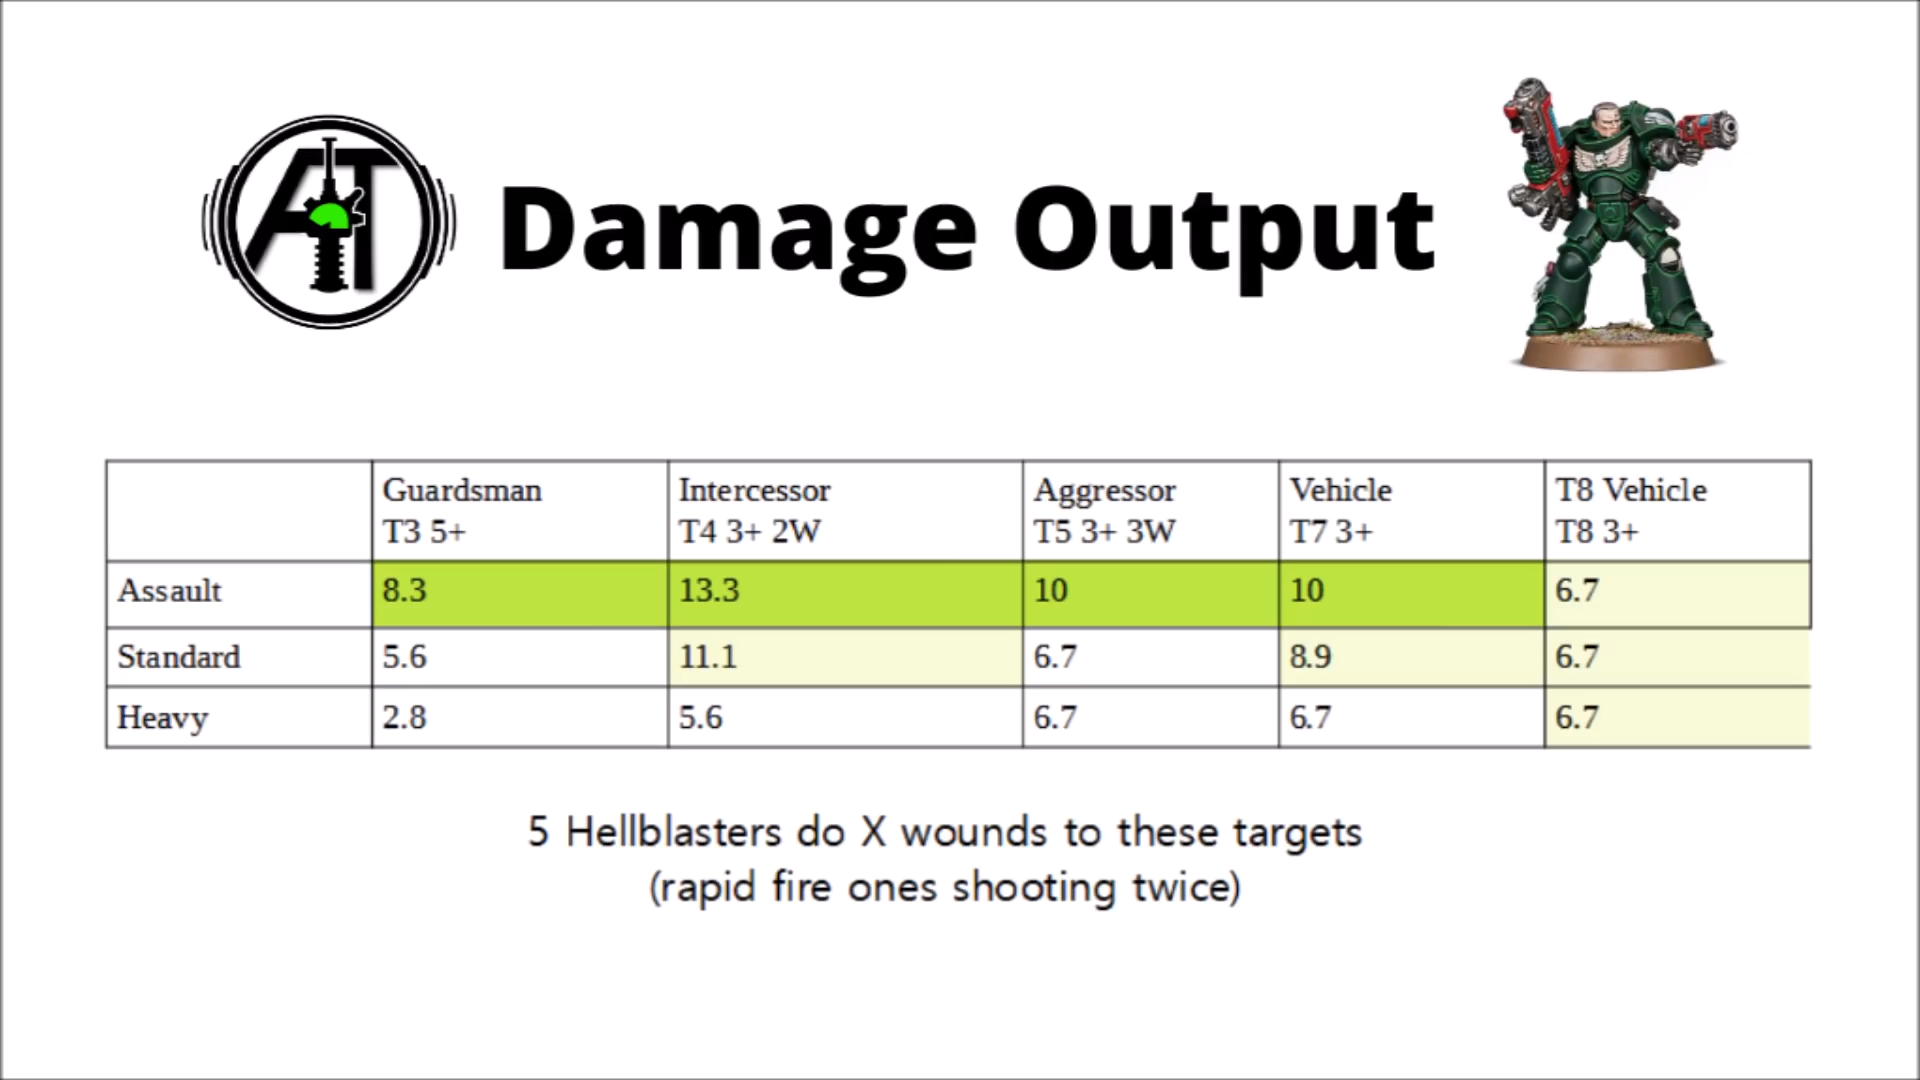 AT
Damage Output
Guardsman Intercessor Aggressor Vehicle T8 Vehicle
T3 5+ T4 3+ 2W T5 3+ 3W T7 3+ T8 3+
Assault 8.3 13.3 10 10 6.7
Standard 5.6 11.1 6.7 8.9 6.7
Heavy 2.8 5.6 6.7 6.7 6.7
5 Hellblasters do X wounds to these targets
(rapid fire ones shooting twice)